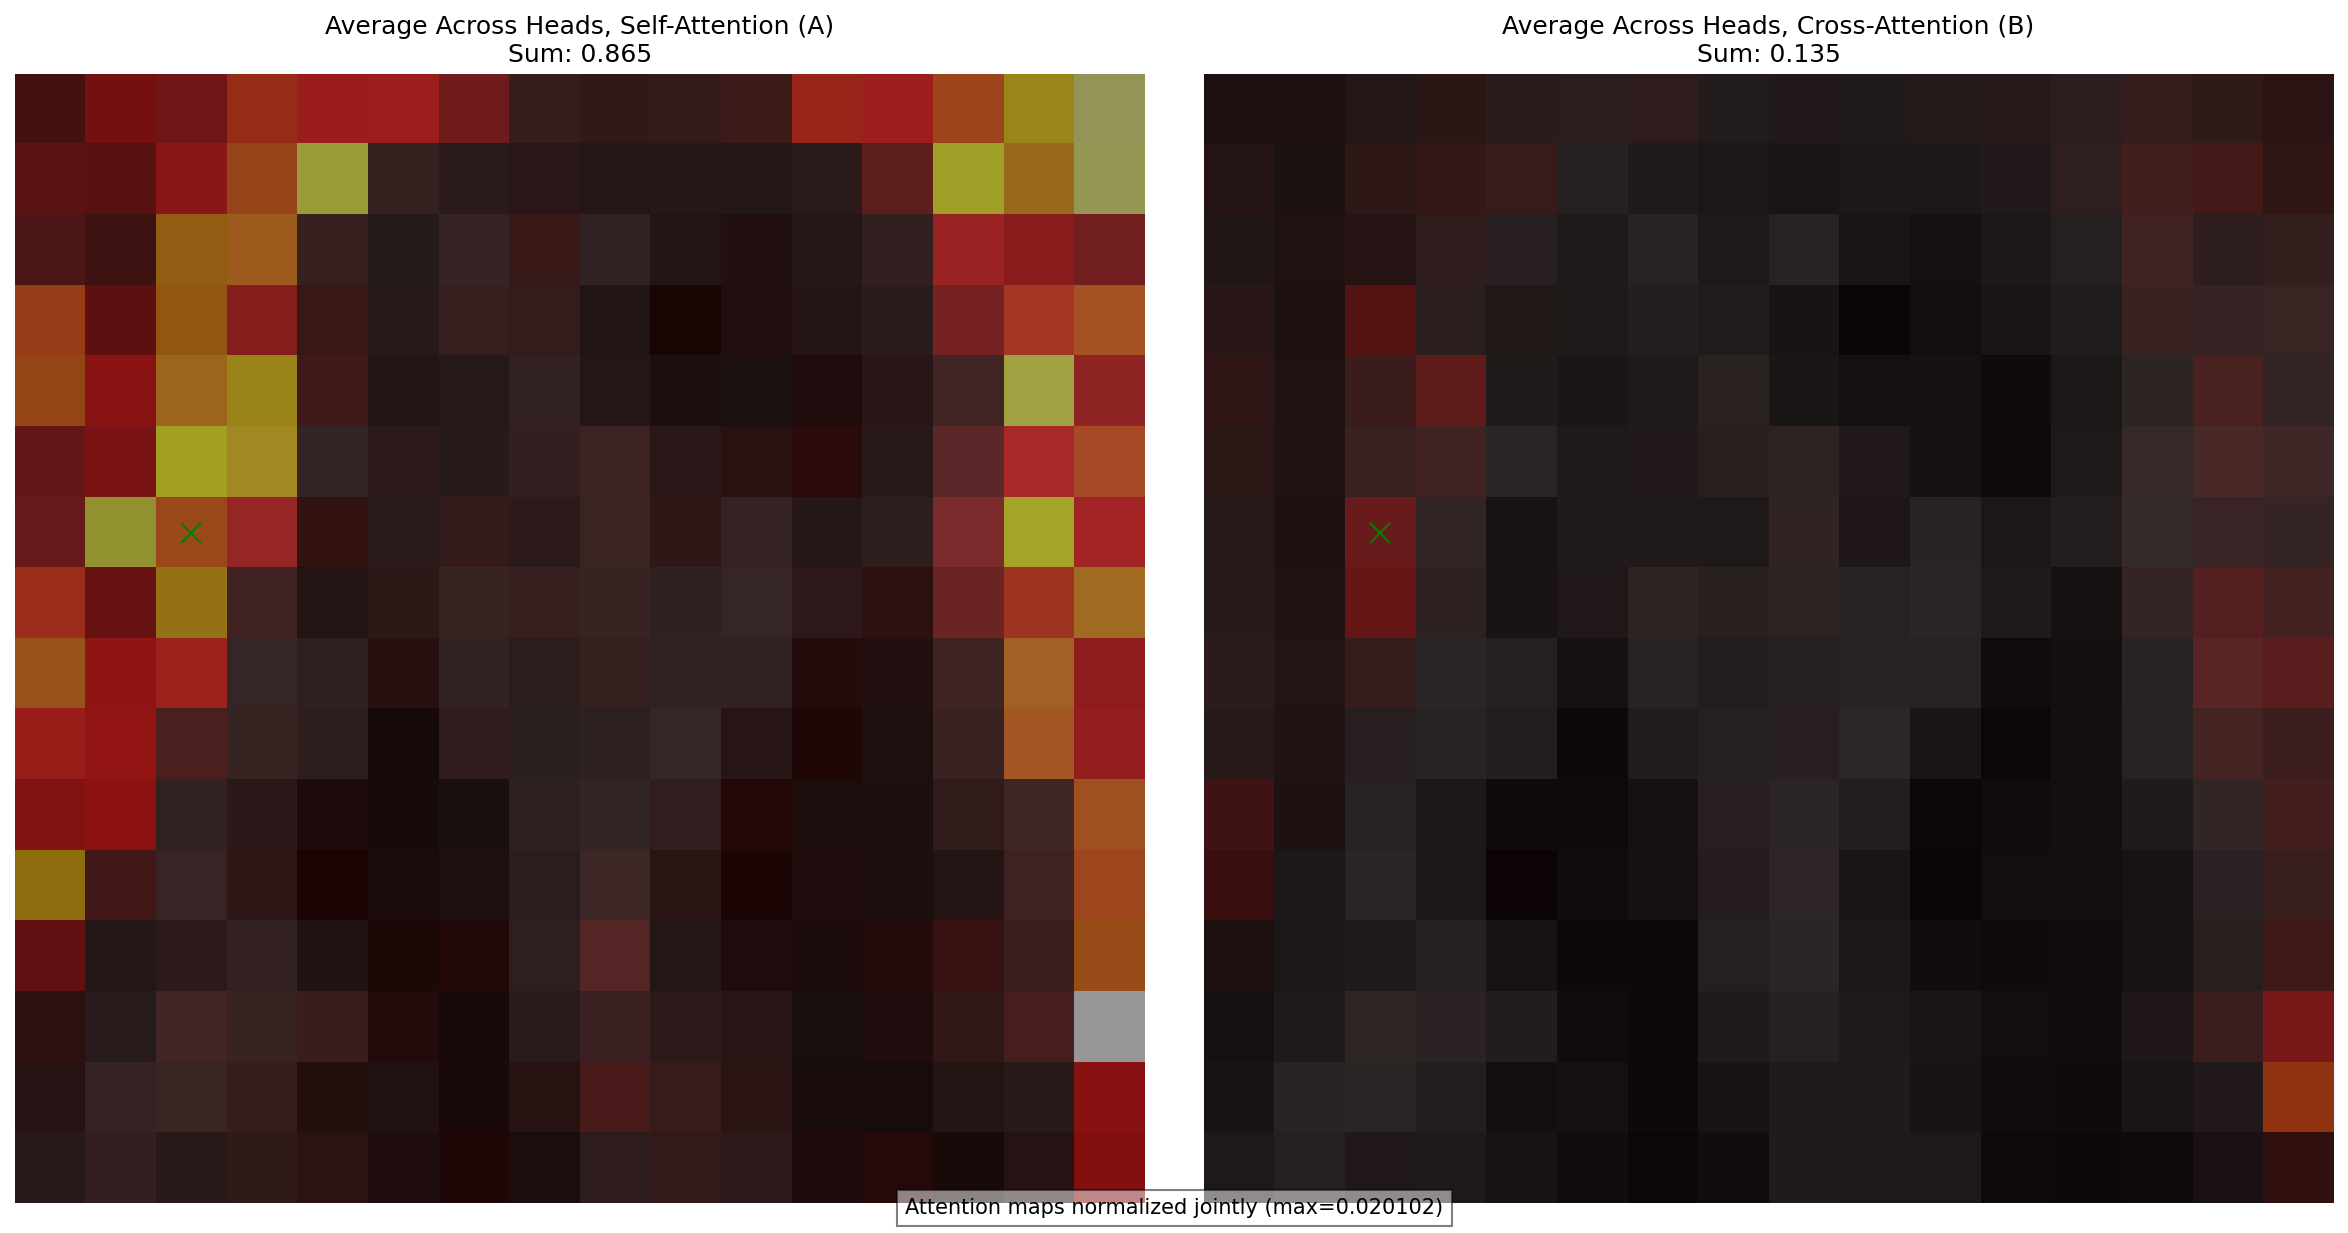 Average Across Heads, Self-Attention (A)
Sum: 0.865
Average Across Heads, Cross-Attention (B)
Sum: 0.135
Attention maps normalized jointly (max=0.020102)